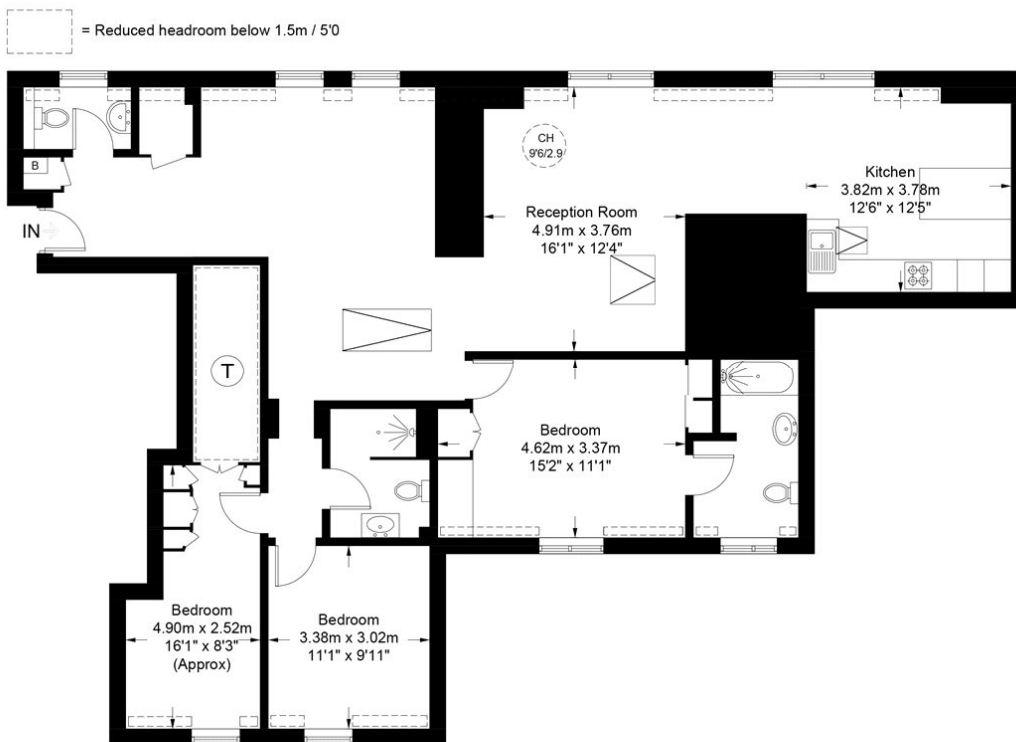 = Reduced headroom below 1.5m / 5'0
B
IN
CH
9'6/2.9
Reception Room
4.91m x 3.76m
16'1" x 12'4"
Kitchen
3.82m x 3.78m
12'6" x 12'5"
T
Bedroom
4.62m x 3.37m
15'2" x 11'1"
Bedroom
4.90m x 2.52m
16'1" x 8'3"
(Approx)
Bedroom
3.38m x 3.02m
11'1" x 9'11"